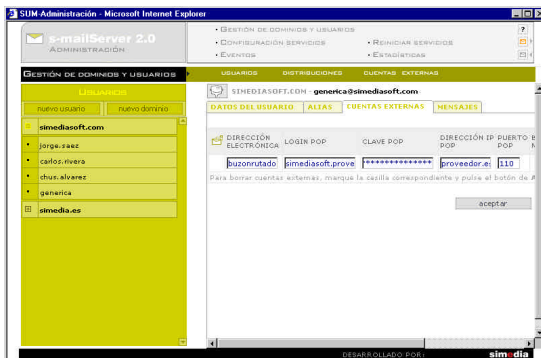 SUM-Administración - Microsoft Internet Explorer
s-mailServer 2.0
ADMINISTRACIÓN
• GESTIÓN DE DOMINIOS Y USUARIOS
• CONFIGURACIÓN SERVICIOS
• REINICIAR SERVICIOS
• EVENTOS
• ESTADÍSTICAS
?
GESTIÓN DE DOMINIOS Y USUARIOS
USUARIOS DISTRIBUCIONES CUENTAS EXTERNAS
USUARIOS
nuevo usuario nuevo dominio
simediasoft.com
jorge.saez
carlos.rivera
chus.alvarez
generica
simedia.es
SIMEDIASOFT.COM - generica@simediasoft.com
DATOS DEL USUARIO ALIAS CUENTAS EXTERNAS MENSAJES
DIRECCIÓN ELECTRÓNICA LOGIN POP CLAVE POP DIRECCIÓN IP POP PUERTO POP
buzonrutado simediasoft.prove *************** proveedor.es 110
Para borrar cuentas externas, marque la casilla correspondiente y pulse el botón de A
aceptar
DESARROLLADO POR: simedia